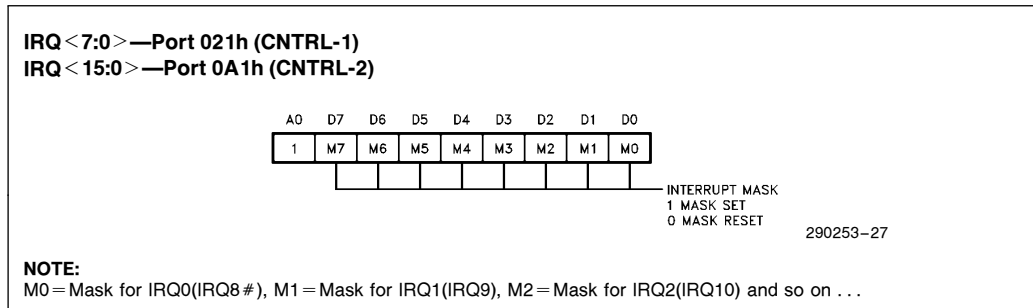 IRQ<7:0>—Port 021h (CNTRL-1)
IRQ<15:0>—Port 0A1h (CNTRL-2)
A0 D7 D6 D5 D4 D3 D2 D1 D0
1 M7 M6 M5 M4 M3 M2 M1 M0
INTERRUPT MASK
1 MASK SET
0 MASK RESET
290253–27
NOTE:
M0=Mask for IRQ0(IRQ8#), M1=Mask for IRQ1(IRQ9), M2=Mask for IRQ2(IRQ10) and so on . . .